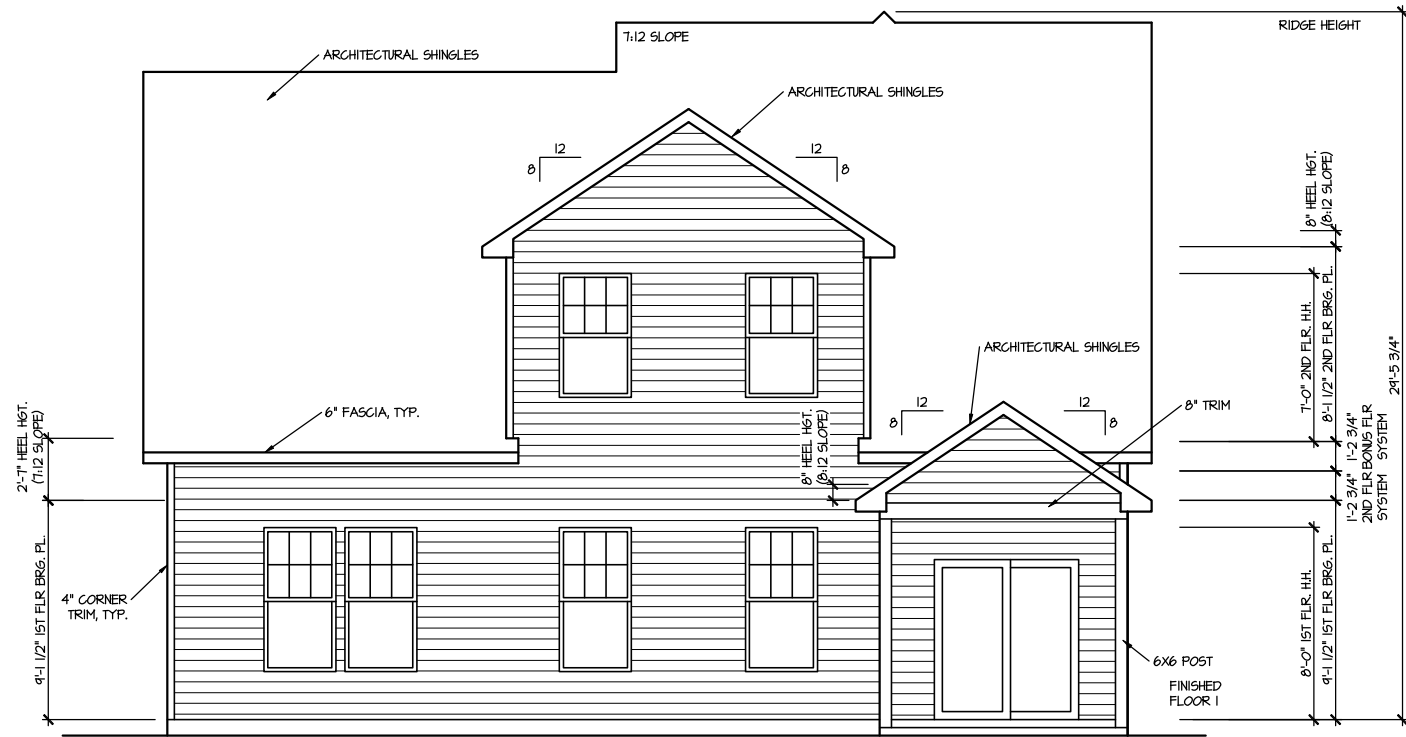 RIDGE HEIGHT
7:12 SLOPE
ARCHITECTURAL SHINGLES
ARCHITECTURAL SHINGLES
12
8
12
8
8" HEEL HGT.
(8:12 SLOPE)
7'-0" 2ND FLR. H.H.
8'-1 1/2" 2ND FLR BRG. PL.
29'-5 3/4"
ARCHITECTURAL SHINGLES
6" FASCIA, TYP.
12
8
12
8
8" TRIM
2'-7" HEEL HGT.
(7:12 SLOPE)
8" HEEL HGT.
(8:12 SLOPE)
1'-2 3/4"
BONUS FLR
SYSTEM
1'-2 3/4"
2ND FLR
SYSTEM
9'-1 1/2" 1ST FLR BRG. PL.
4" CORNER
TRIM, TYP.
8'-0" 1ST FLR. H.H.
9'-1 1/2" 1ST FLR BRG. PL.
6X6 POST
FINISHED
FLOOR 1